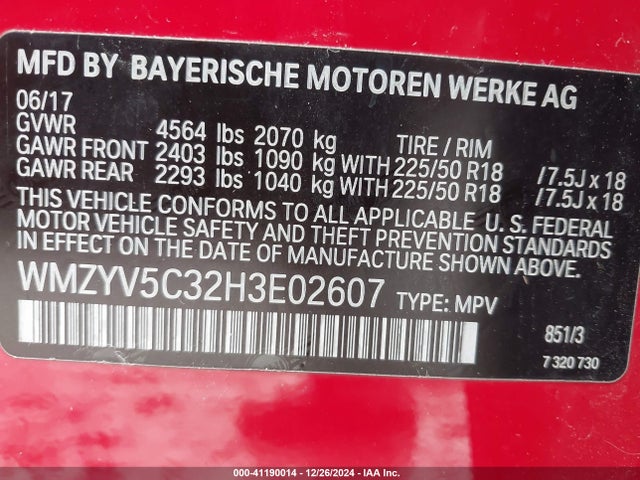 MFD BY BAYERISCHE MOTOREN WERKE AG
06/17
GVWR 4564 lbs 2070 kg TIRE / RIM
GAWR FRONT 2403 lbs 1090 kg WITH 225/50 R18 /7.5J x 18
GAWR REAR 2293 lbs 1040 kg WITH 225/50 R18 /7.5J x 18
THIS VEHICLE CONFORMS TO ALL APPLICABLE U. S. FEDERAL
MOTOR VEHICLE SAFETY AND THEFT PREVENTION STANDARDS
IN EFFECT ON THE DATE OF MANUFACTURE SHOWN ABOVE.
WMZYV5C32H3E02607 TYPE: MPV
851/3
7 320 730
000-41190014 - 12/26/2024 - IAA Inc.